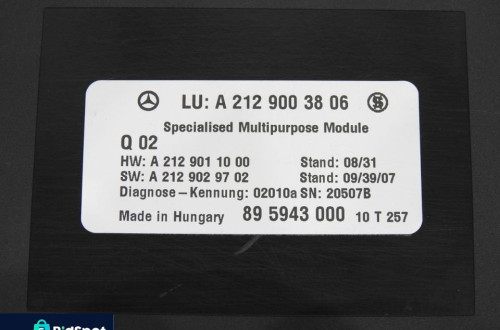 LU: A 212 900 38 06
Specialised Multipurpose Module
Q 02
HW: A 212 901 10 00 Stand: 08/31
SW: A 212 902 97 02 Stand: 09/39/07
Diagnose – Kennung: 02010a SN: 20507B
Made in Hungary 89 5943 000 10 T 257
BidSpot